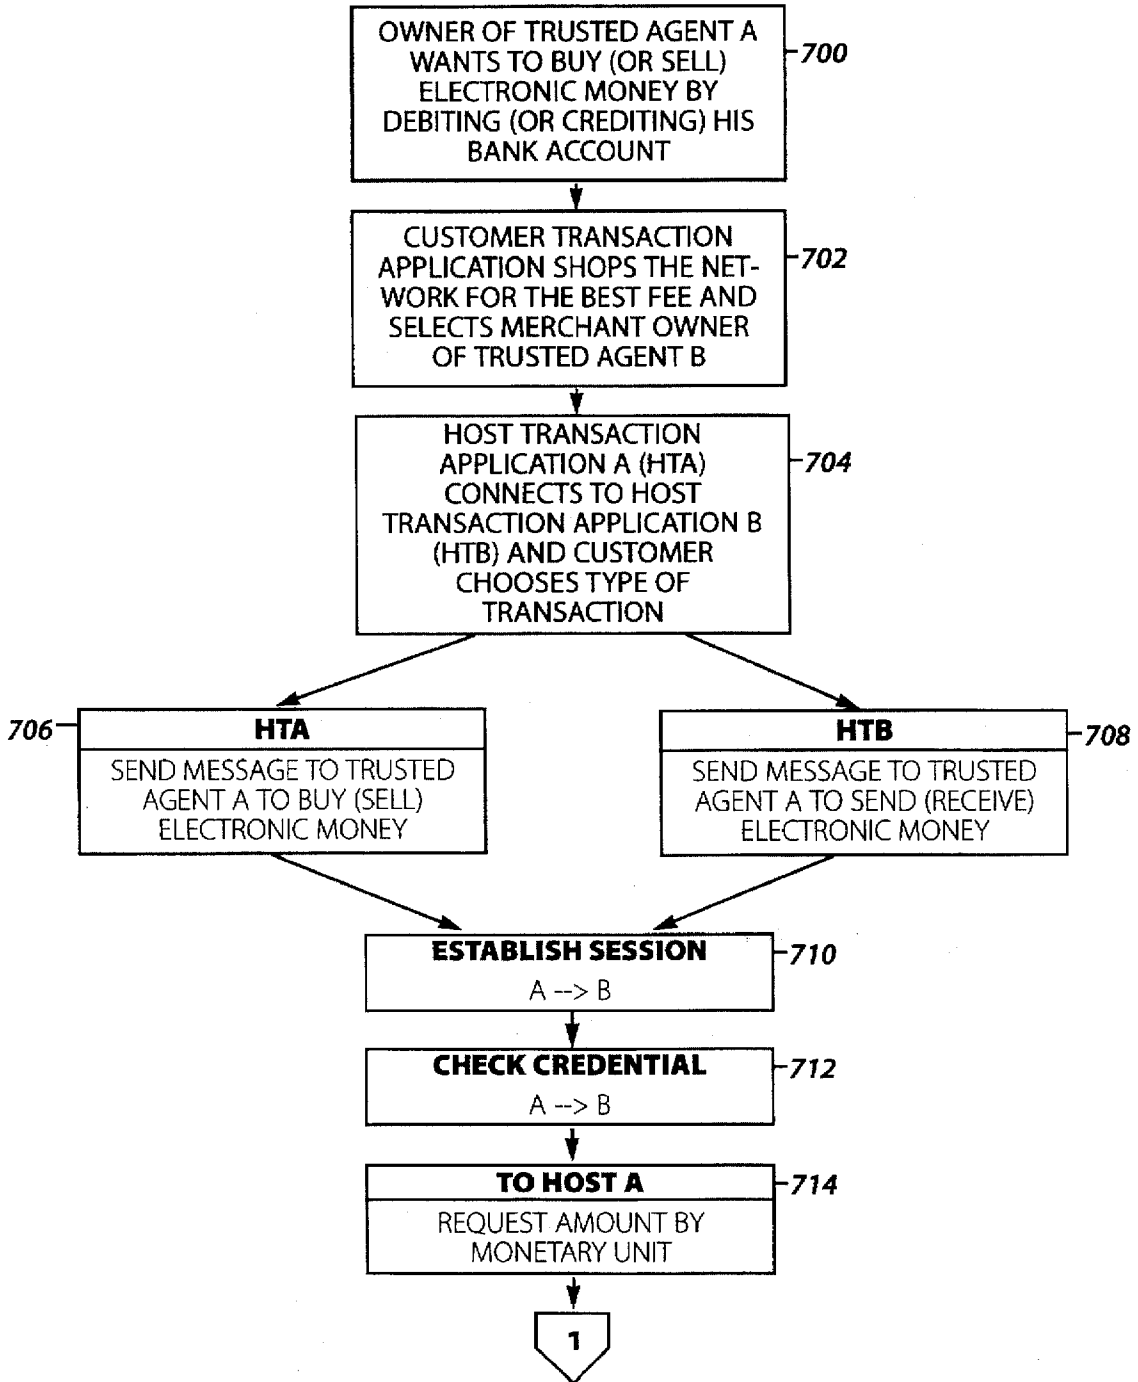 OWNER OF TRUSTED AGENT A
WANTS TO BUY (OR SELL)
ELECTRONIC MONEY BY
DEBITING (OR CREDITING) HIS
BANK ACCOUNT
700
CUSTOMER TRANSACTION
APPLICATION SHOPS THE NET-
WORK FOR THE BEST FEE AND
SELECTS MERCHANT OWNER
OF TRUSTED AGENT B
702
HOST TRANSACTION
APPLICATION A (HTA)
CONNECTS TO HOST
TRANSACTION APPLICATION B
(HTB) AND CUSTOMER
CHOOSES TYPE OF
TRANSACTION
704
706
HTA
SEND MESSAGE TO TRUSTED
AGENT A TO BUY (SELL)
ELECTRONIC MONEY
HTB
708
SEND MESSAGE TO TRUSTED
AGENT A TO SEND (RECEIVE)
ELECTRONIC MONEY
ESTABLISH SESSION
710
A --> B
CHECK CREDENTIAL
712
A --> B
TO HOST A
714
REQUEST AMOUNT BY
MONETARY UNIT
1